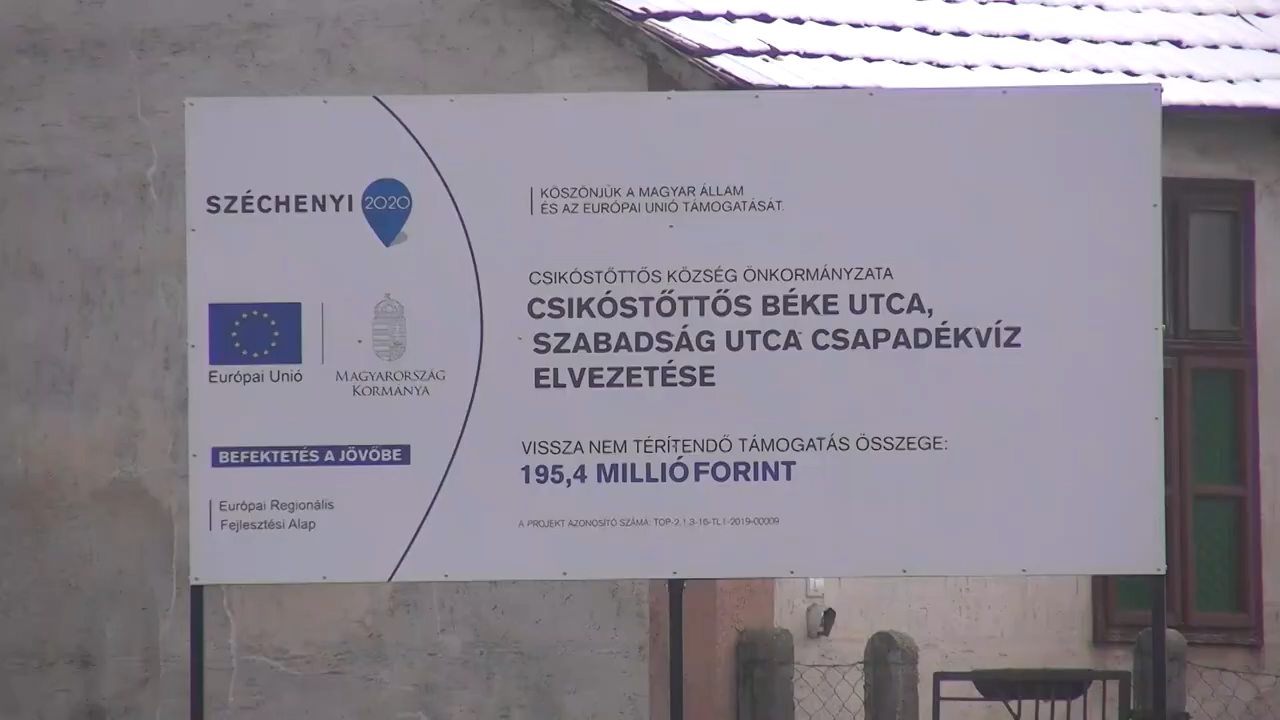 SZÉCHENYI 2020
Európai Unió
MAGYARORSZÁG
KORMÁNYA
BEFEKTETÉS A JÖVŐBE
Európai Regionális
Fejlesztési Alap
KÖSZÖNJÜK A MAGYAR ÁLLAM
ÉS AZ EURÓPAI UNIÓ TÁMOGATÁSÁT.
CSIKÓSTŐTTŐS KÖZSÉG ÖNKORMÁNYZATA
CSIKÓSTŐTTŐS BÉKE UTCA,
SZABADSÁG UTCA CSAPADÉKVÍZ
ELVEZETÉSE
VISSZA NEM TÉRÍTENDŐ TÁMOGATÁS ÖSSZEGE:
195,4 MILLIÓ FORINT
A PROJEKT AZONOSÍTÓ SZÁMA: TOP-2.1.3-16-TL1-2019-00009